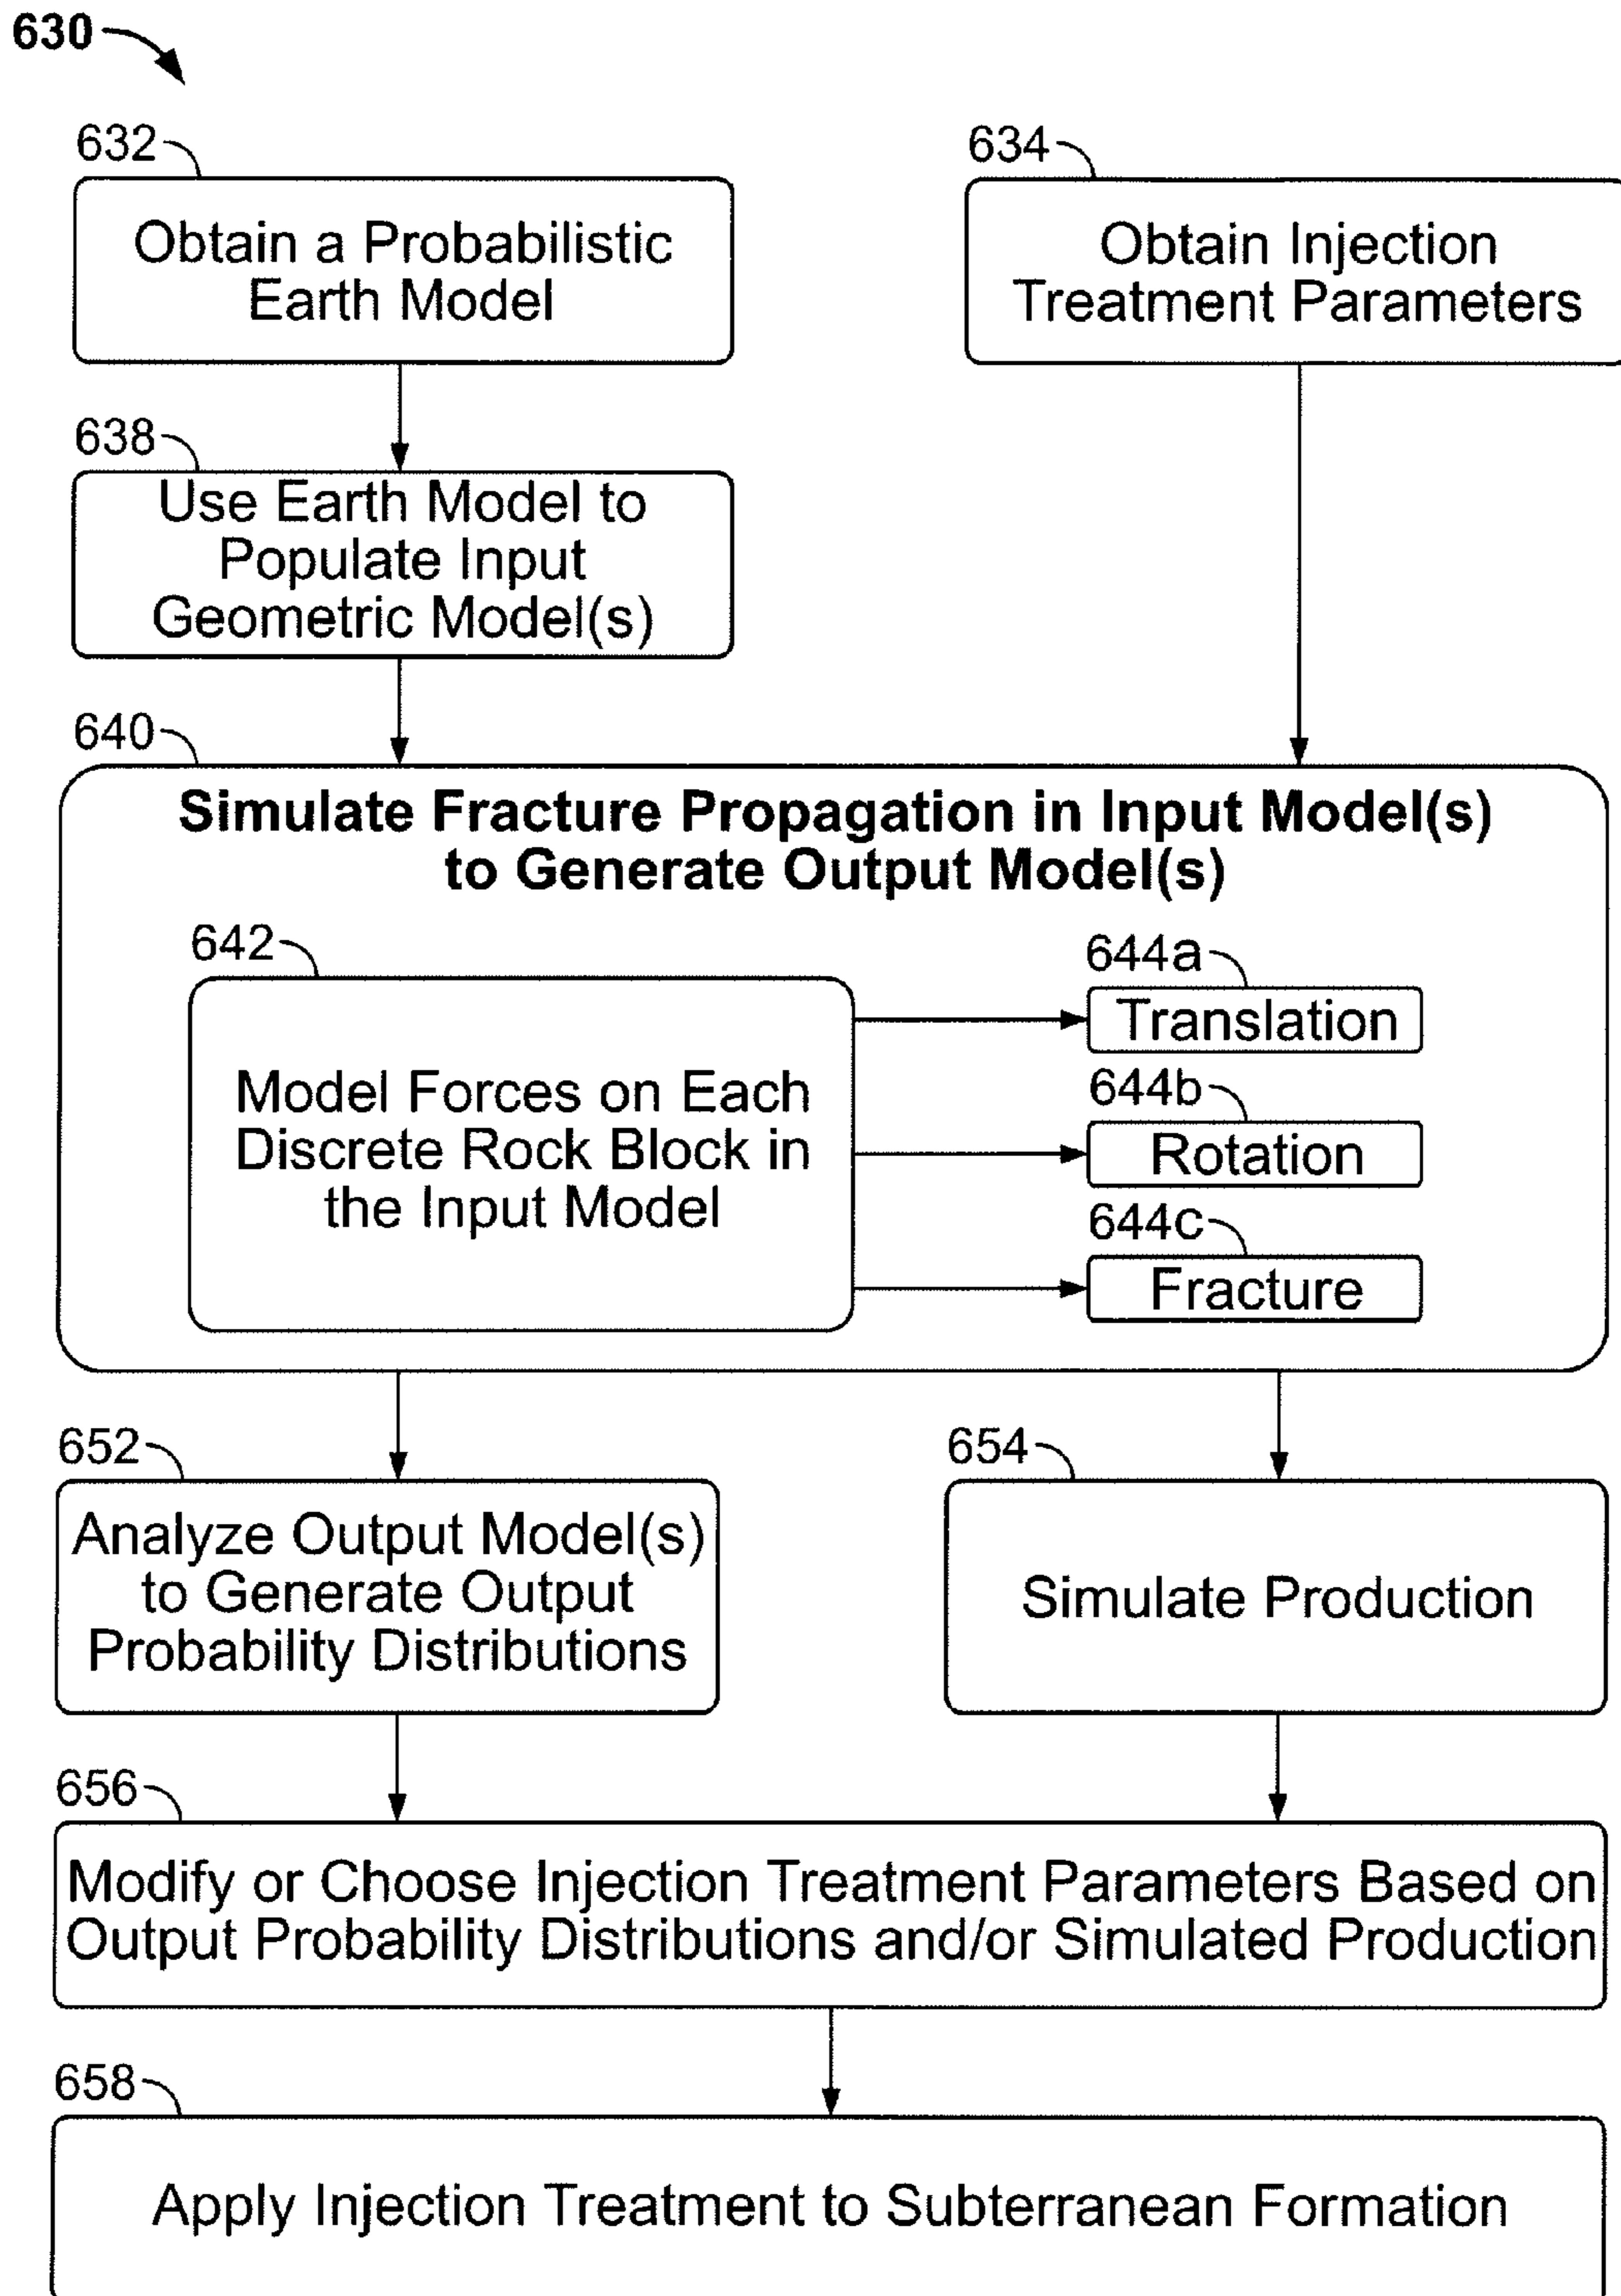 630
632
Obtain a Probabilistic
Earth Model
634
Obtain Injection
Treatment Parameters
638
Use Earth Model to
Populate Input
Geometric Model(s)
640
Simulate Fracture Propagation in Input Model(s)
to Generate Output Model(s)
642
Model Forces on Each
Discrete Rock Block in
the Input Model
644a
Translation
644b
Rotation
644c
Fracture
652
Analyze Output Model(s)
to Generate Output
Probability Distributions
654
Simulate Production
656
Modify or Choose Injection Treatment Parameters Based on
Output Probability Distributions and/or Simulated Production
658
Apply Injection Treatment to Subterranean Formation